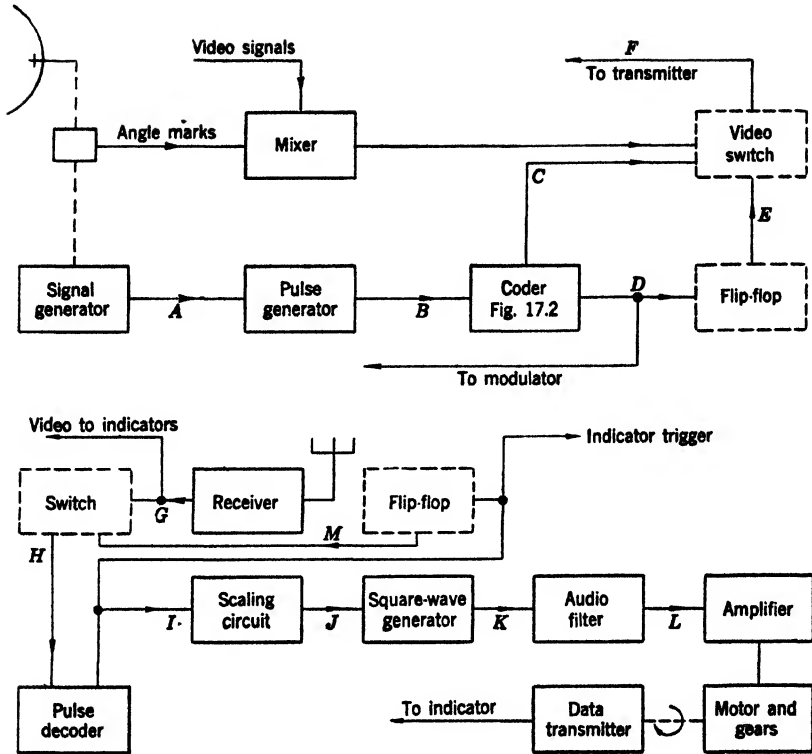 Video signals
F
To transmitter
Angle marks
Mixer
Video
switch
C
E
Signal
generator
A
Pulse
generator
B
Coder
Fig. 17.2
D
Flip-flop
To modulator
Video to indicators
Indicator trigger
Switch
G
Receiver
Flip-flop
M
H
I
Scaling
circuit
J
Square-wave
generator
K
Audio
filter
L
Amplifier
Pulse
decoder
To indicator
Data
transmitter
Motor and
gears